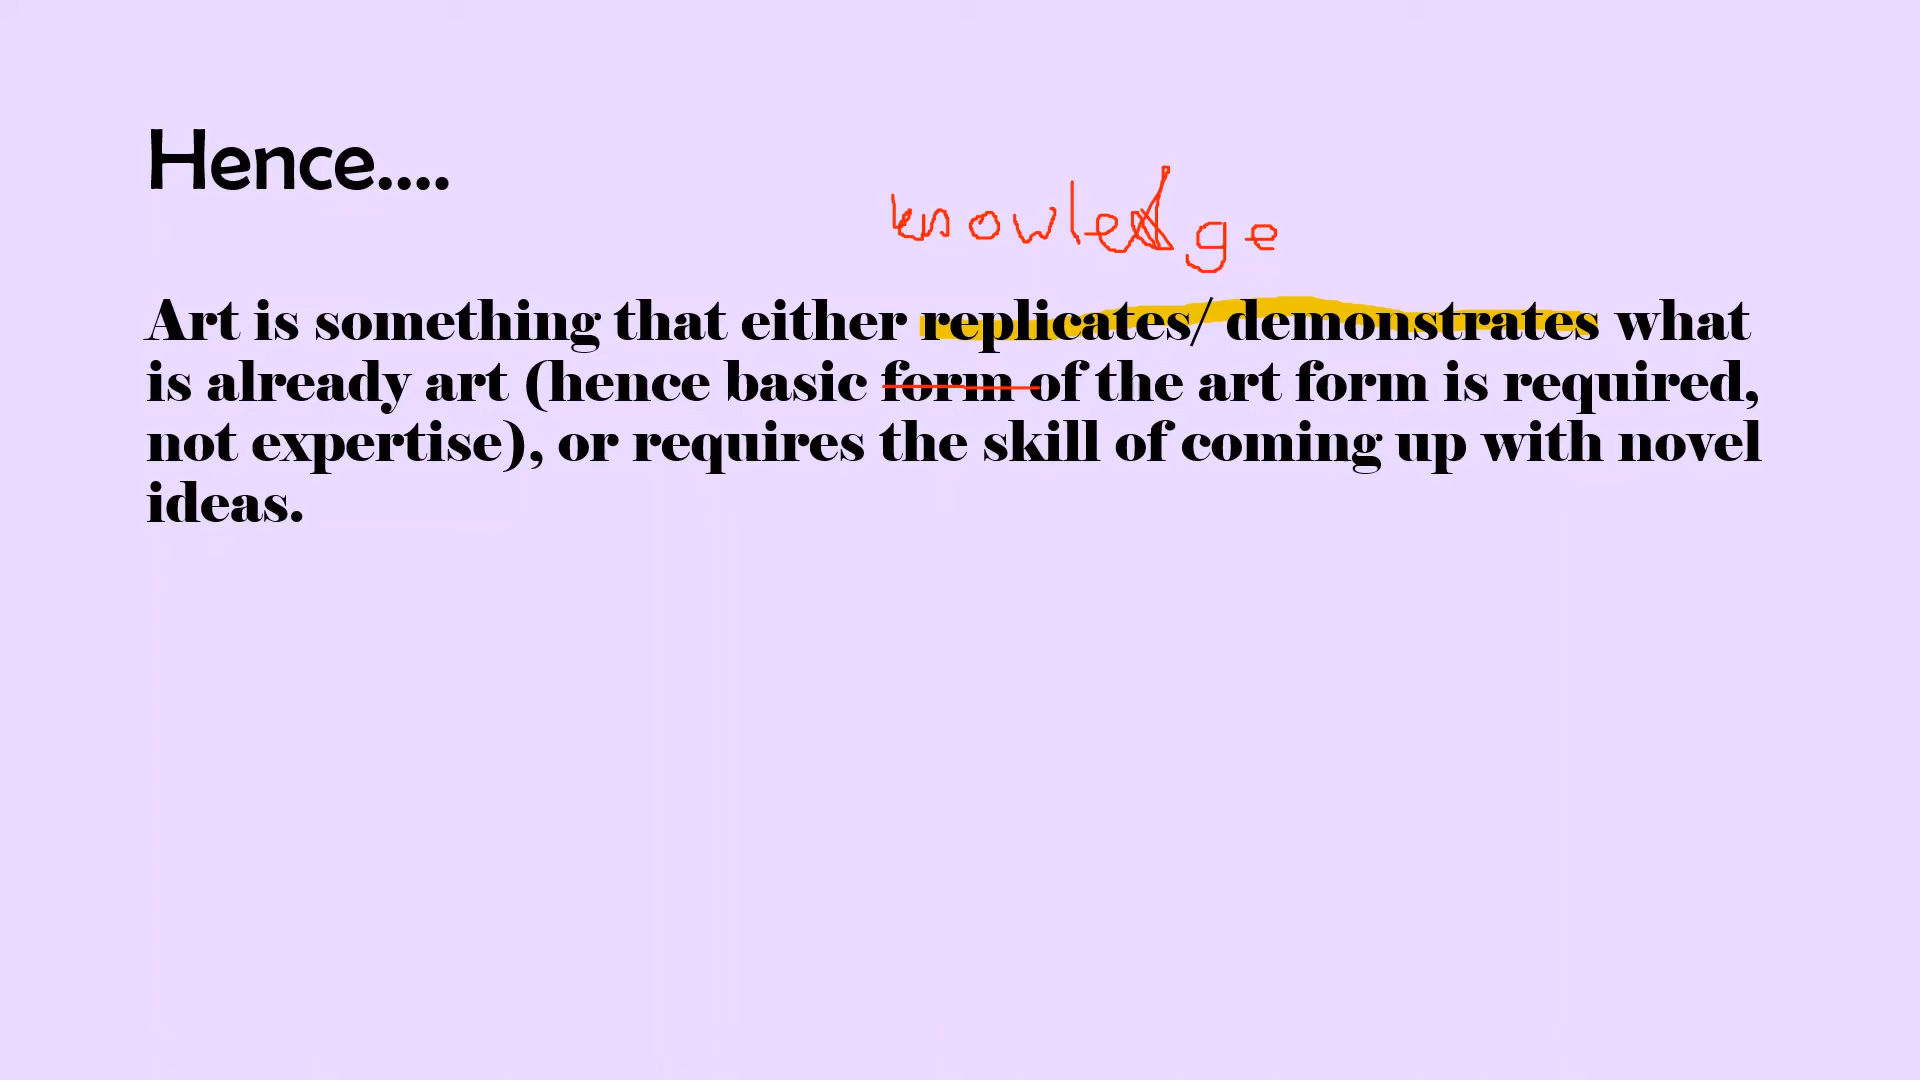 Hence....
knowledge
Art is something that either replicates/ demonstrates what
is already art (hence basic form of the art form is required,
not expertise), or requires the skill of coming up with novel
ideas.